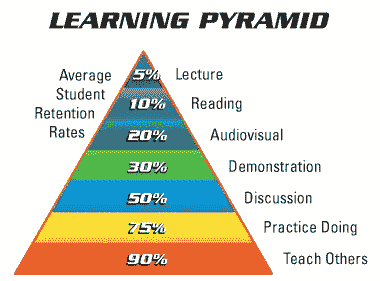 LEARNING PYRAMID
Average
Student
Retention
Rates
5% Lecture
10% Reading
20% Audiovisual
30% Demonstration
50% Discussion
75% Practice Doing
90% Teach Others